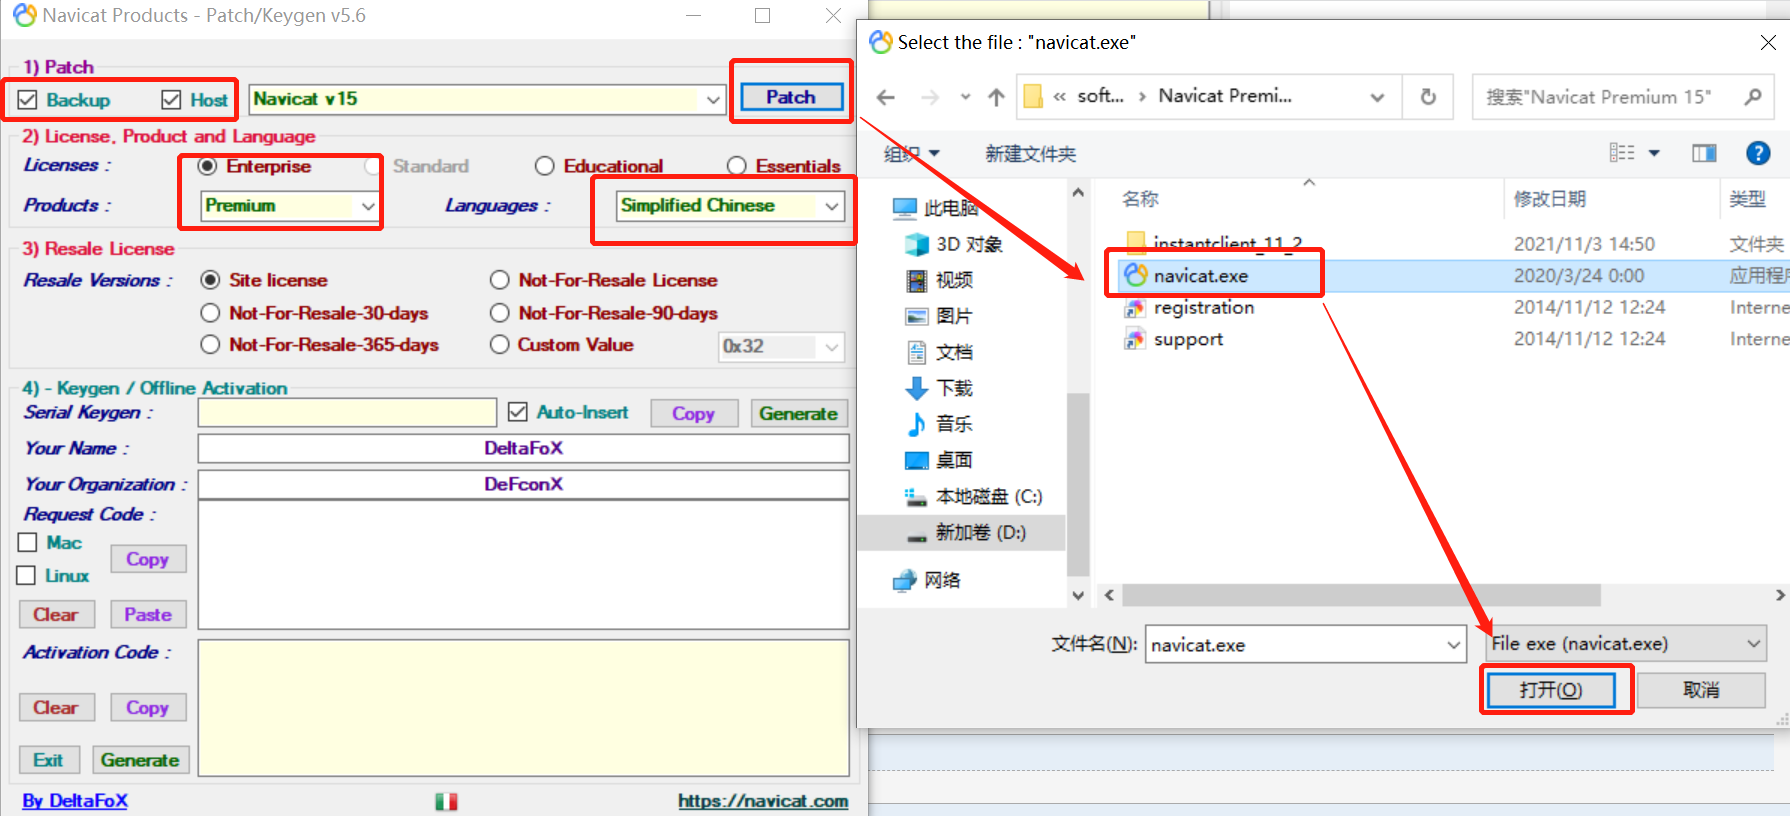 Navicat Products - Patch/Keygen v5.6
1) Patch
Backup
Host
Navicat v15
Patch
2) License, Product and Language
Licenses :
Enterprise
Standard
Educational
Essentials
Products :
Premium
Languages :
Simplified Chinese
3) Resale License
Resale Versions :
Site license
Not-For-Resale License
Not-For-Resale-30-days
Not-For-Resale-90-days
Not-For-Resale-365-days
Custom Value
0x32
4) - Keygen / Offline Activation
Serial Keygen :
Auto-Insert
Copy
Generate
Your Name :
DeltaFoX
Your Organization :
DeFconX
Request Code :
Mac
Copy
Linux
Clear
Paste
Activation Code :
Clear
Copy
Exit
Generate
By DeltaFoX
https://navicat.com
Select the file : "navicat.exe"
« soft... › Navicat Premi...
搜索"Navicat Premium 15"
组织
新建文件夹
此电脑
3D 对象
视频
图片
文档
下载
音乐
桌面
本地磁盘 (C:)
新加卷 (D:)
网络
名称
修改日期
类型
instantclient_11_2
2021/11/3 14:50
文件夹
navicat.exe
2020/3/24 0:00
应用程序
registration
2014/11/12 12:24
Interne
support
2014/11/12 12:24
Interne
文件名(N):
navicat.exe
File exe (navicat.exe)
打开(O)
取消